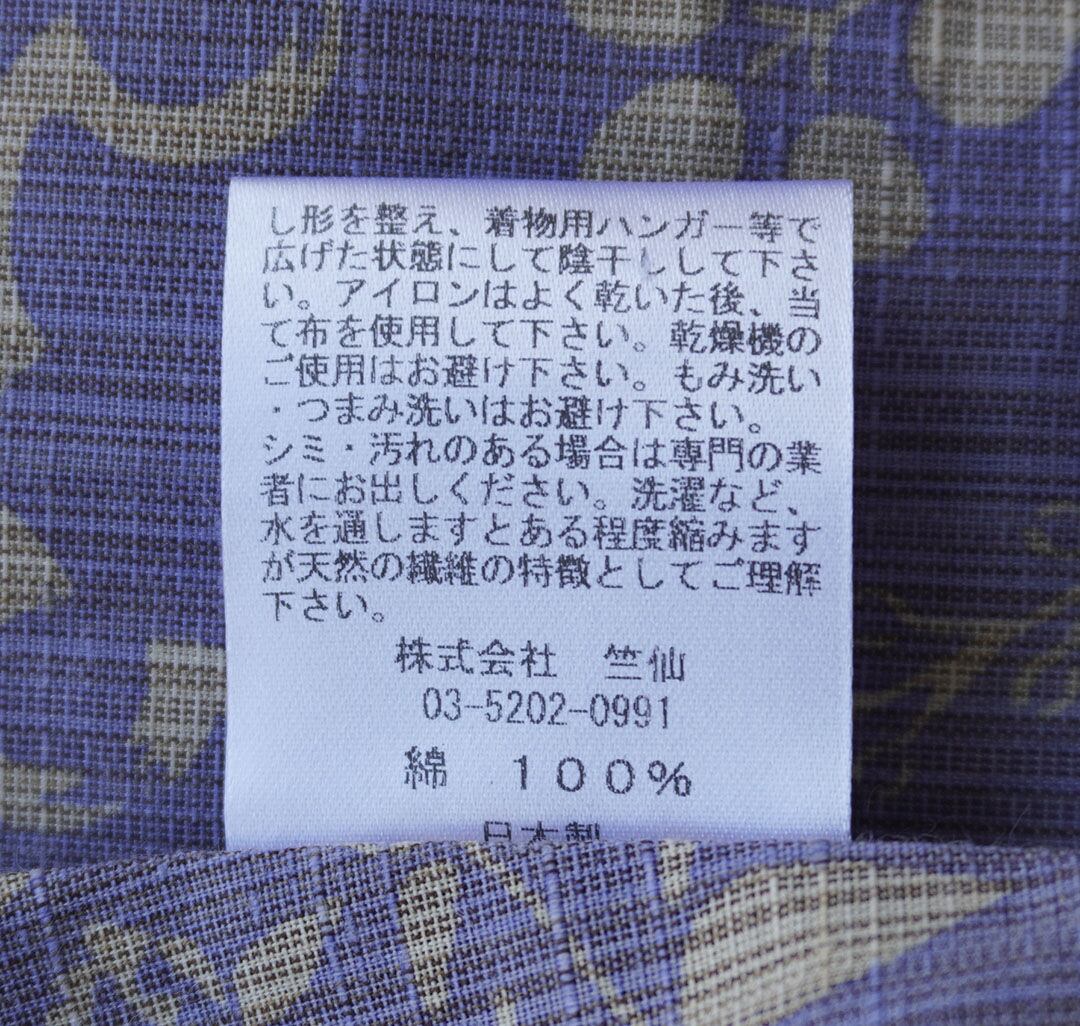 し形を整え、着物用ハンガー等で
広げた状態にして陰干しして下さ
い。アイロンはよく乾いた後、当
て布を使用して下さい。乾燥機の
ご使用はお避け下さい。もみ洗い
・つまみ洗いはお避け下さい。
シミ・汚れのある場合は専門の業
者にお出しください。洗濯など、
水を通しますとある程度縮みます
が天然の繊維の特徴としてご理解
下さい。
株式会社　竺仙
03-5202-0991
綿　１００％
日本製